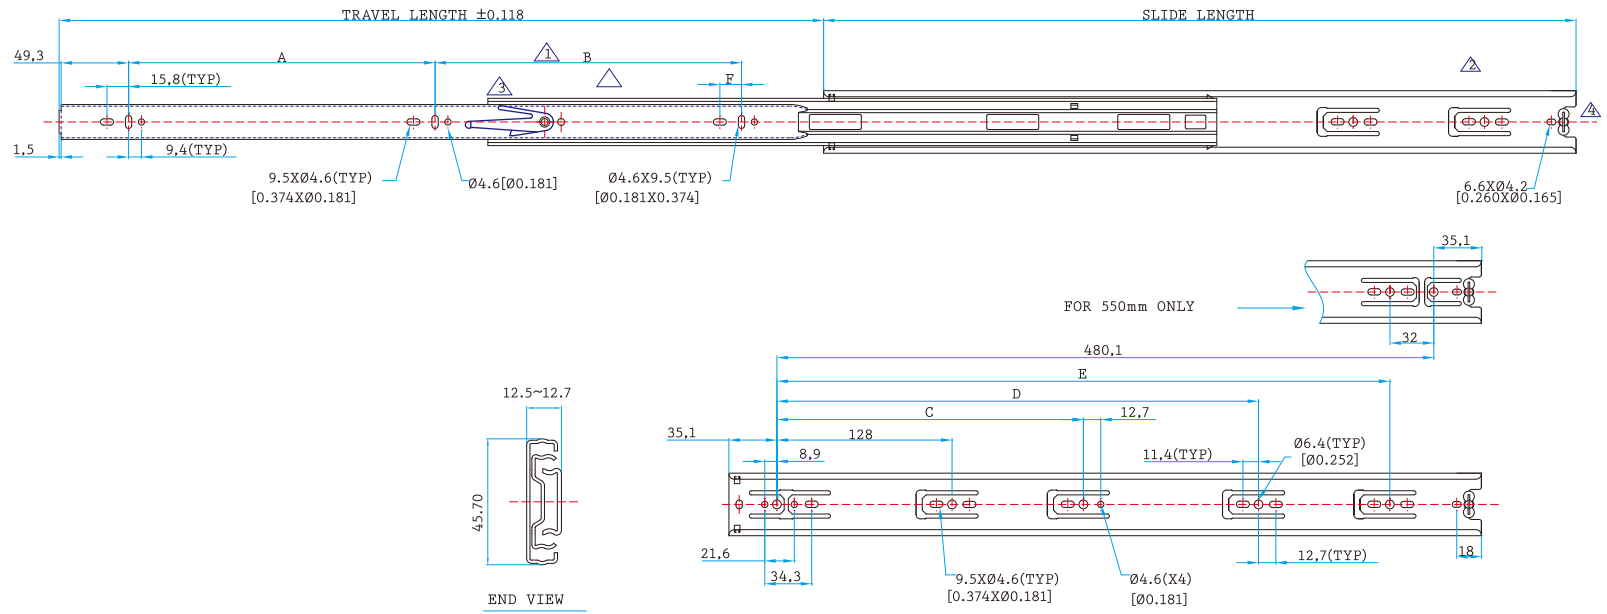 TRAVEL LENGTH ±0.118
SLIDE LENGTH
49,3
A
1
B
2
15,8(TYP)
3
F
4
1,5
9,4(TYP)
9.5XØ4.6(TYP)
[0.374XØ0.181]
Ø4.6[Ø0.181]
Ø4.6X9.5(TYP)
[Ø0.181X0.374]
6.6XØ4.2
[0.260XØ0.165]
35,1
FOR 550mm ONLY
32
480,1
E
12.5~12.7
D
C
12,7
35,1
128
8,9
11,4(TYP)
Ø6.4(TYP)
[Ø0.252]
45.70
21,6
34,3
12,7(TYP)
18
9.5XØ4.6(TYP)
[0.374XØ0.181]
Ø4.6(X4)
[Ø0.181]
END VIEW